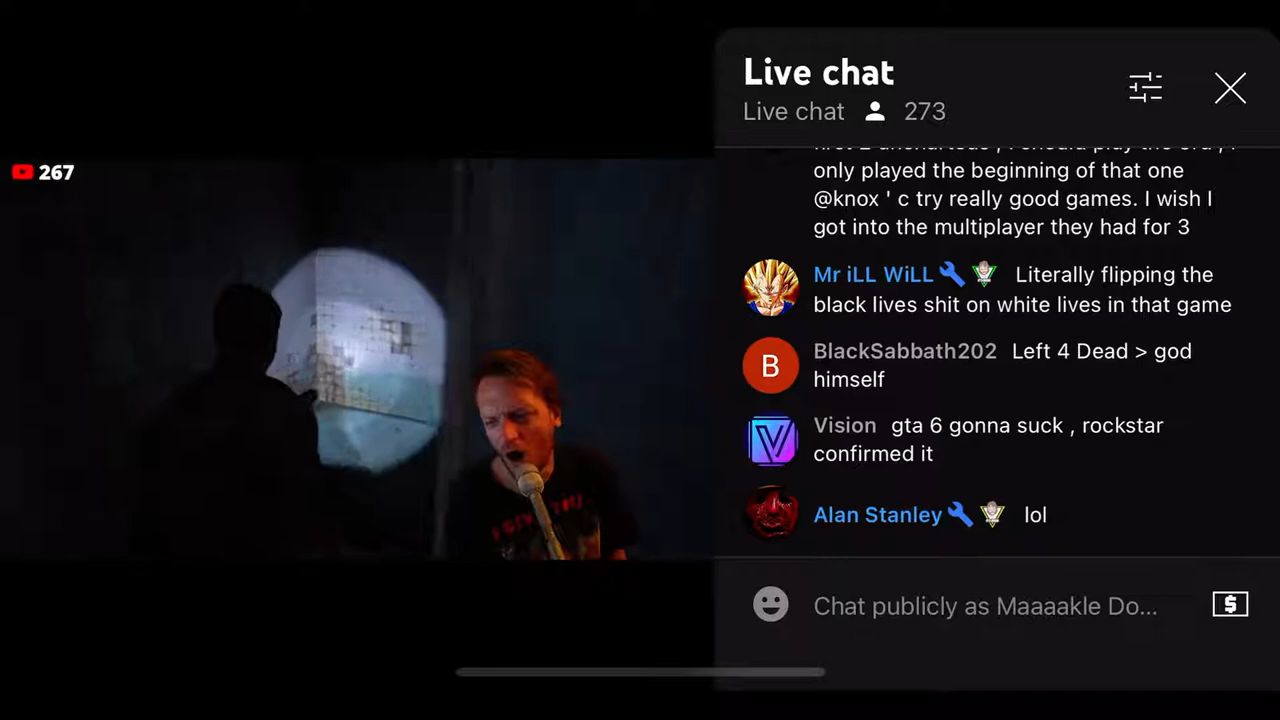 Live chat
Live chat 273
267
only played the beginning of that one
@knox ' c try really good games. I wish I
got into the multiplayer they had for 3
Mr iLL WiLL Literally flipping the
black lives shit on white lives in that game
BlackSabbath202 Left 4 Dead > god
B
himself
Vision gta 6 gonna suck , rockstar
confirmed it
Alan Stanley lol
Chat publicly as Maaaakle Do...
$